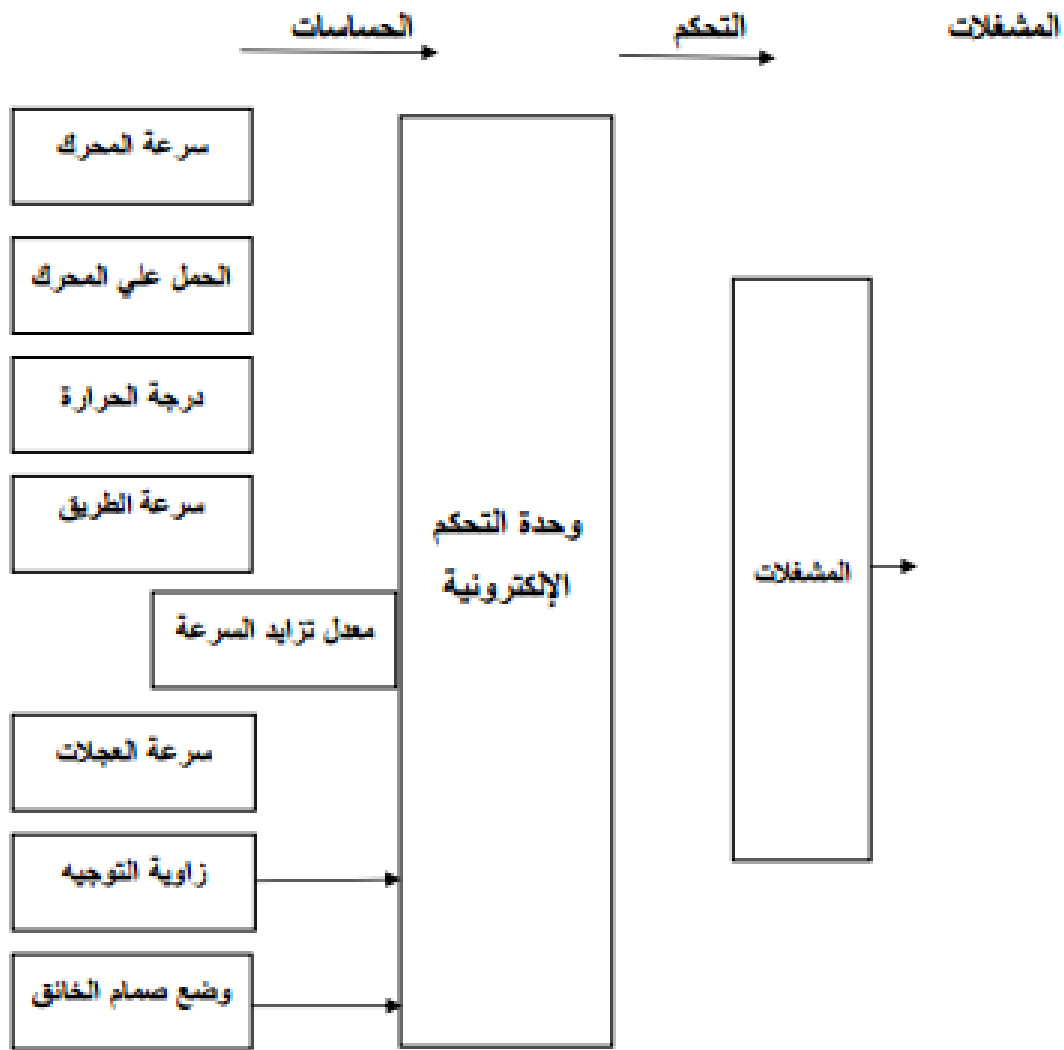 الحساسات
التحكم
المشغلات
سرعة المحرك
الحمل علي المحرك
درجة الحرارة
سرعة الطريق
معدل تزايد السرعة
سرعة العجلات
زاوية التوجيه
وضع صمام الخانق
وحدة التحكم
الإلكترونية
المشغلات